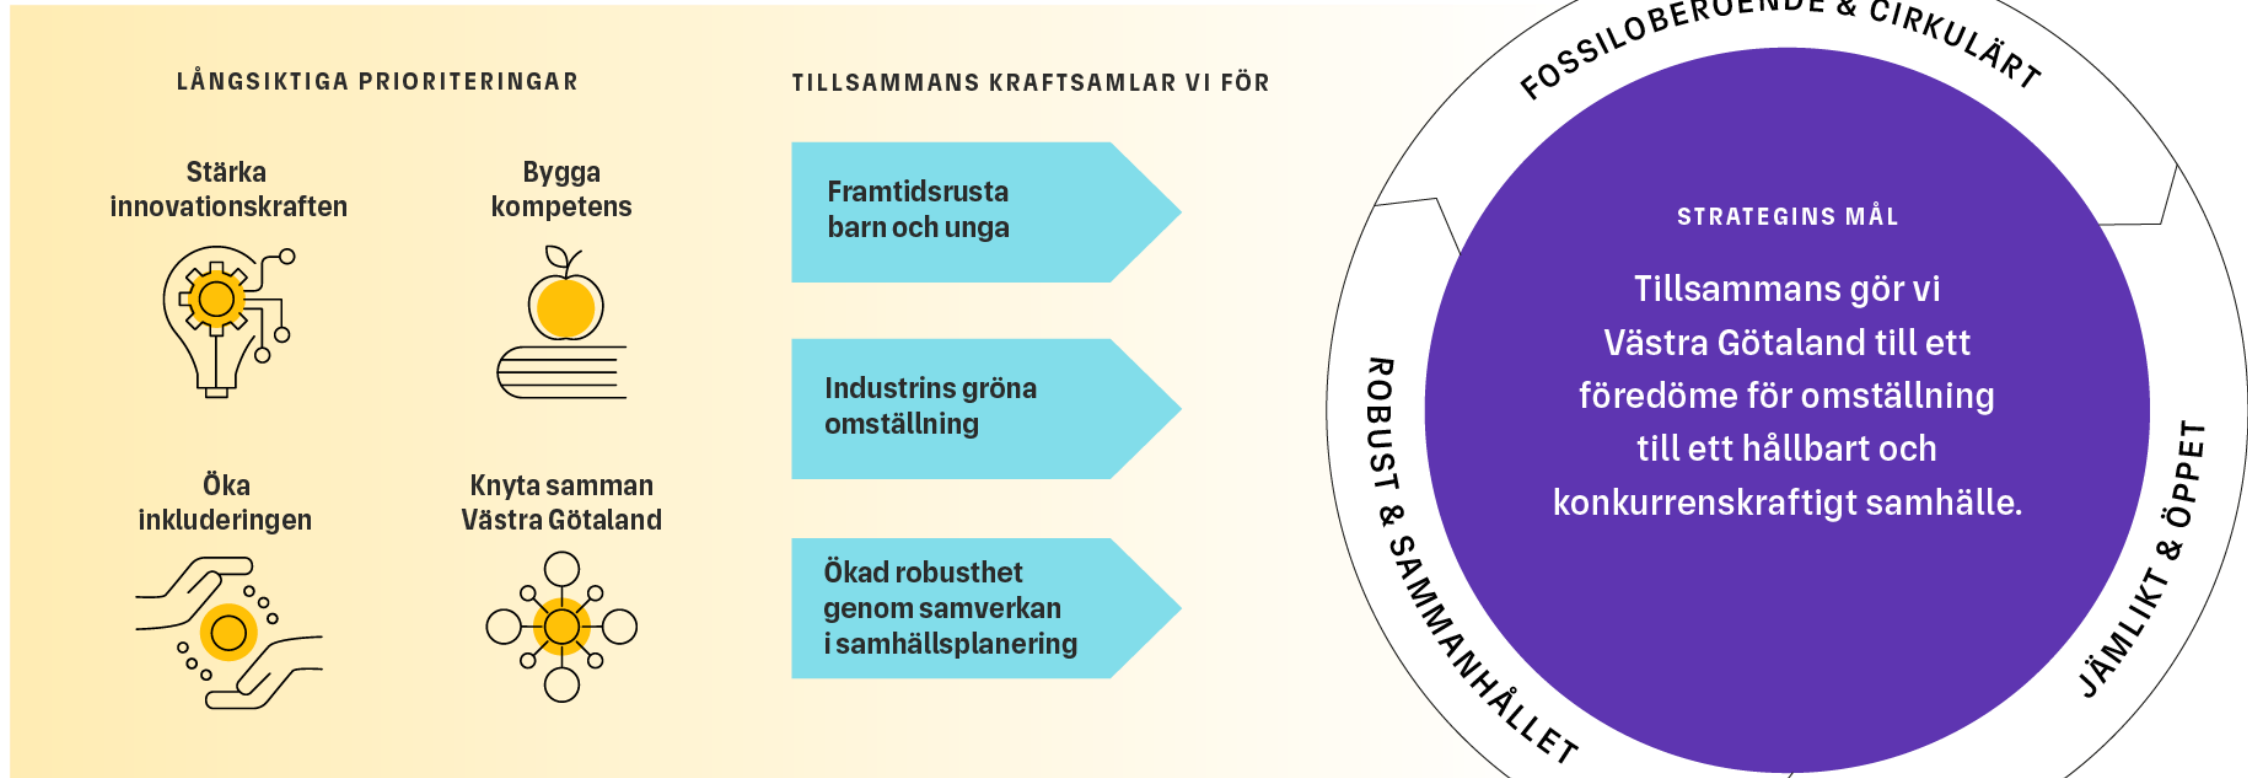 LÅNGSIKTIGA PRIORITERINGAR
Stärka
innovationskraften
Bygga
kompetens
Öka
inkluderingen
Knyta samman
Västra Götaland
TILLSAMMANS KRAFTSAMLAR VI FÖR
Framtidsrusta
barn och unga
Industrins gröna
omställning
Ökad robusthet
genom samverkan
i samhällsplanering
FOSSILOBEROENDE & CIRKULÄRT
JÄMLIKT & ÖPPET
ROBUST & SAMMANHÅLLET
STRATEGINS MÅL
Tillsammans gör vi
Västra Götaland till ett
föredöme för omställning
till ett hållbart och
konkurrenskraftigt samhälle.